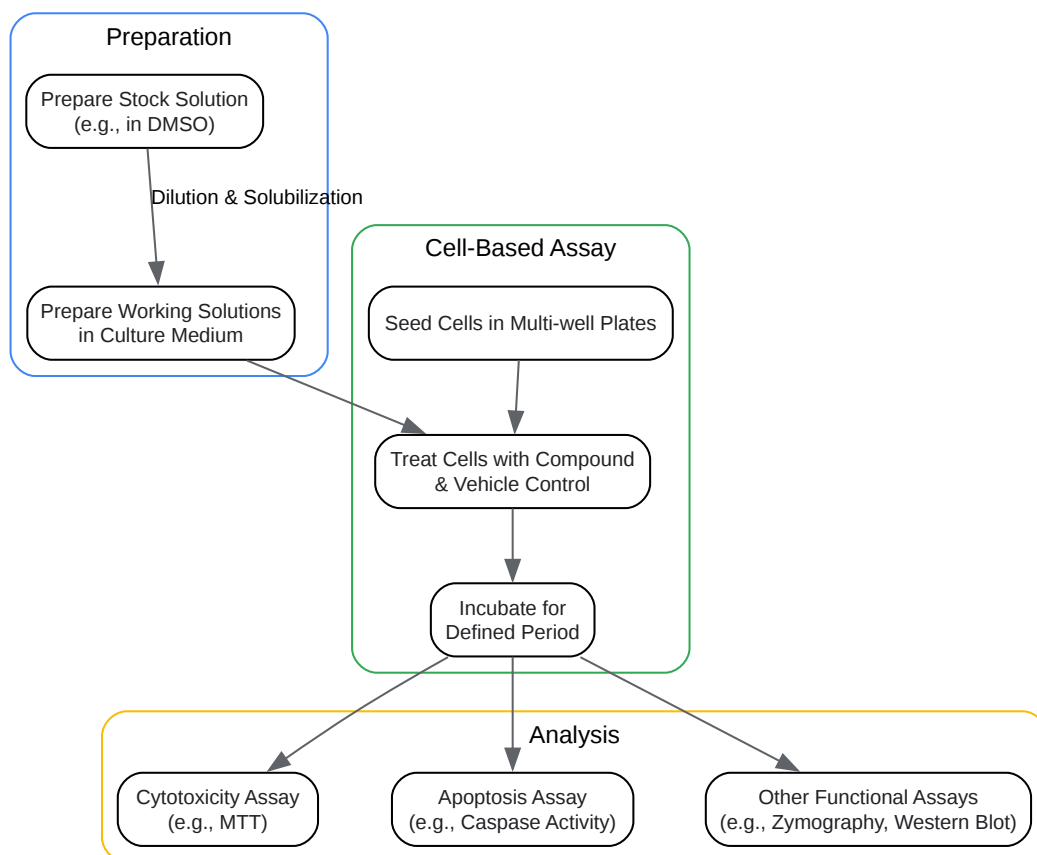 Preparation
Prepare Stock Solution
(e.g., in DMSO)
Dilution & Solubilization
Prepare Working Solutions
in Culture Medium
Cell-Based Assay
Seed Cells in Multi-well Plates
Treat Cells with Compound
& Vehicle Control
Incubate for
Defined Period
Analysis
Cytotoxicity Assay
(e.g., MTT)
Apoptosis Assay
(e.g., Caspase Activity)
Other Functional Assays
(e.g., Zymography, Western Blot)